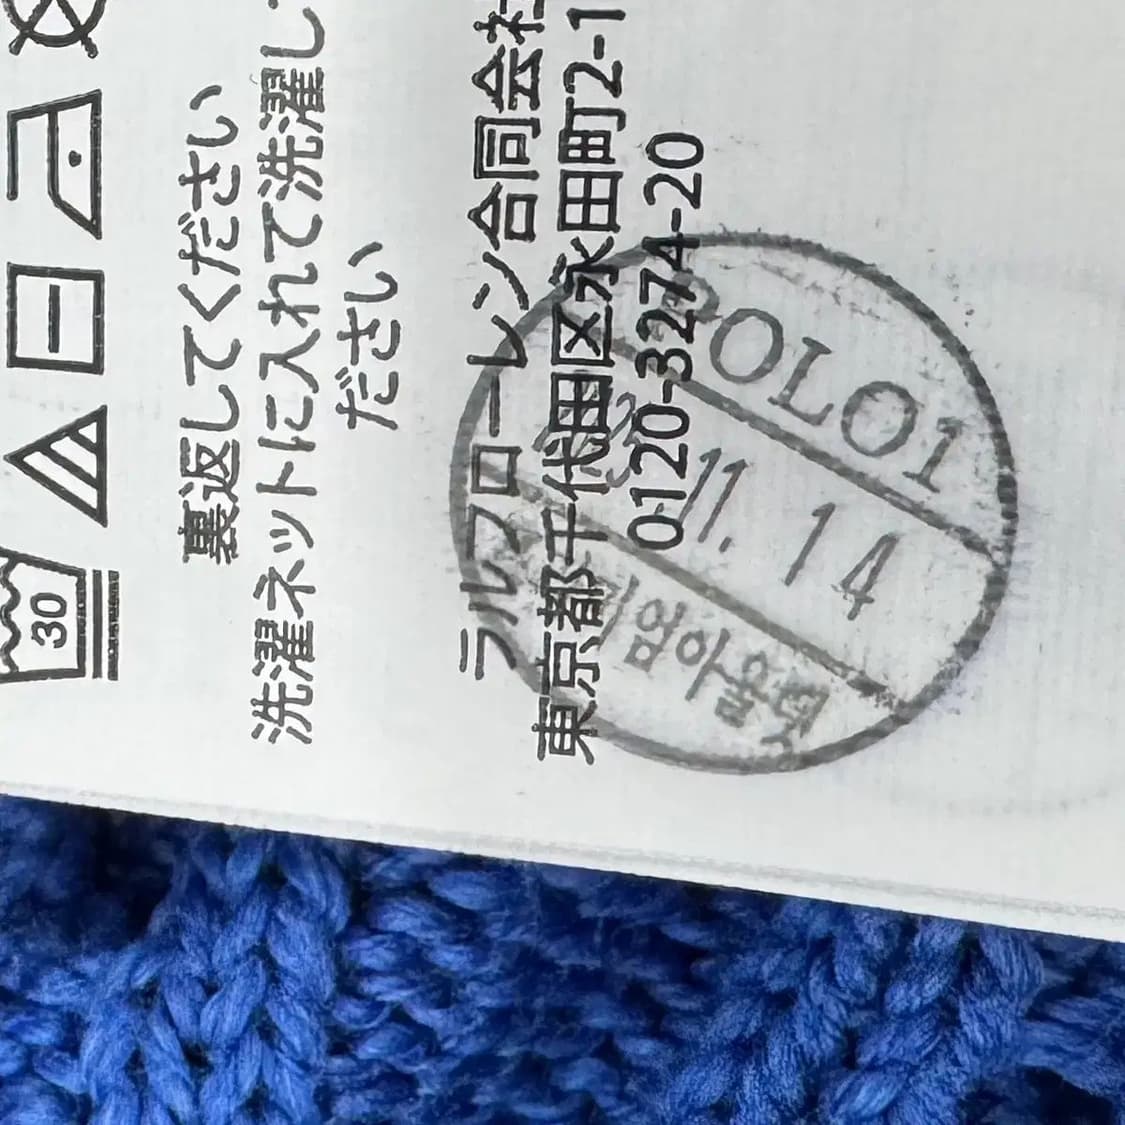 30
裏返してください
洗濯ネットに入れて洗濯し
ださい
ラルフローレン合同会社
東京都千代田区永田町2-1
0120-3274-20
POLO1
11. 14